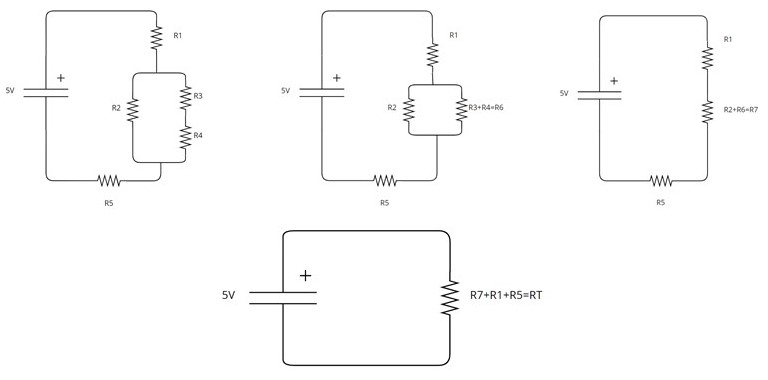 R1
5V
+
R2
R3
R4
R5
R1
5V
+
R2
R3+R4=R6
R5
R1
5V
+
R2+R6=R7
R5
5V
+
R7+R1+R5=RT